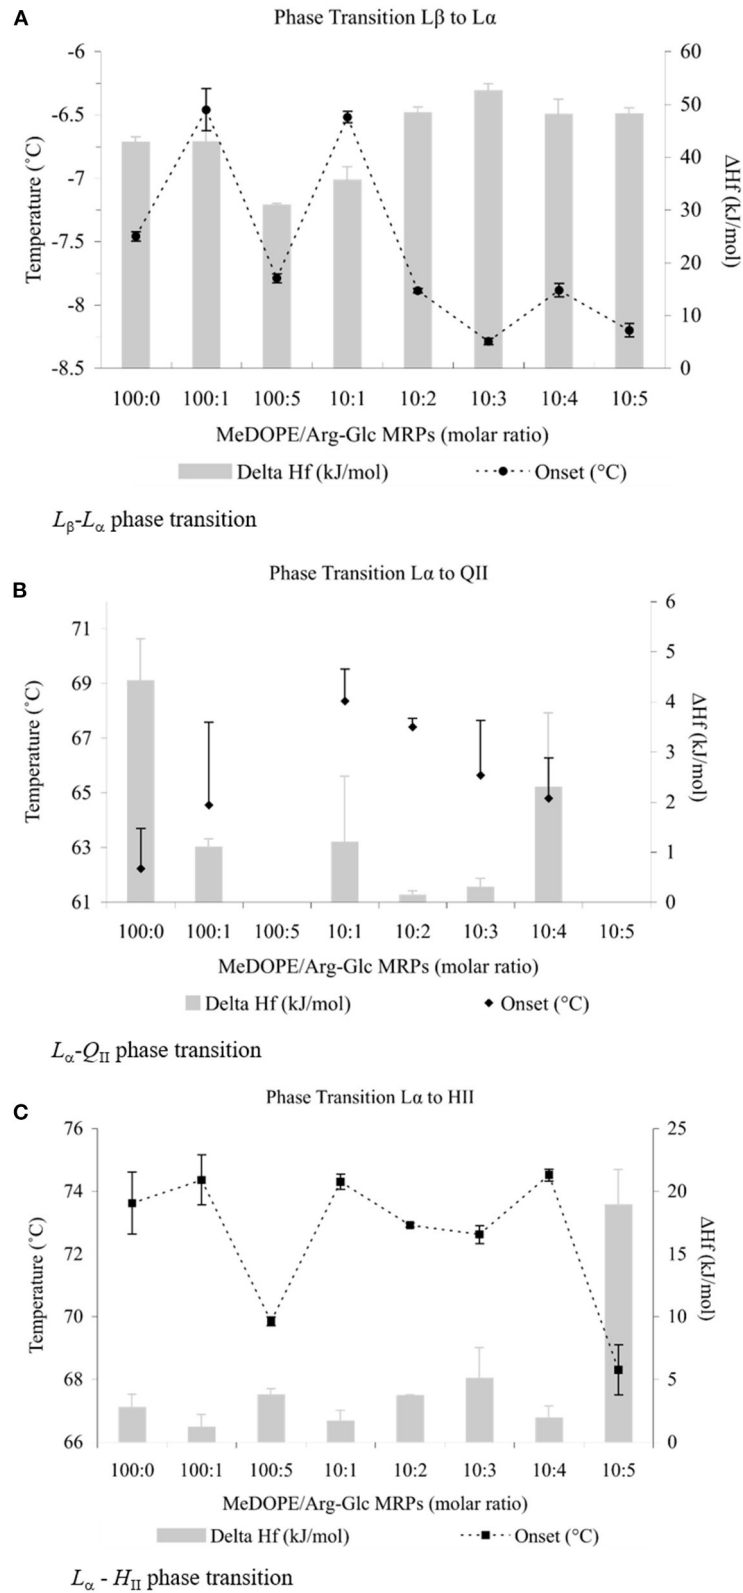 A
Phase Transition Lβ to Lα
-6
-6.5
-7
-7.5
-8
-8.5
Temperature (˚C)
60
50
40
30
20
10
0
ΔHf (kJ/mol)
100:0 100:1 100:5 10:1 10:2 10:3 10:4 10:5
MeDOPE/Arg-Glc MRPs (molar ratio)
Delta Hf (kJ/mol) Onset (°C)
Lβ-Lα phase transition
B
Phase Transition Lα to QII
71
69
67
65
63
61
Temperature (˚C)
6
5
4
3
2
1
0
ΔHf (kJ/mol)
100:0 100:1 100:5 10:1 10:2 10:3 10:4 10:5
MeDOPE/Arg-Glc MRPs (molar ratio)
Delta Hf (kJ/mol) Onset (°C)
Lα-QII phase transition
C
Phase Transition Lα to HII
76
74
72
70
68
66
Temperature (˚C)
25
20
15
10
5
0
ΔHf (kJ/mol)
100:0 100:1 100:5 10:1 10:2 10:3 10:4 10:5
MeDOPE/Arg-Glc MRPs (molar ratio)
Delta Hf (kJ/mol) Onset (°C)
Lα - HII phase transition